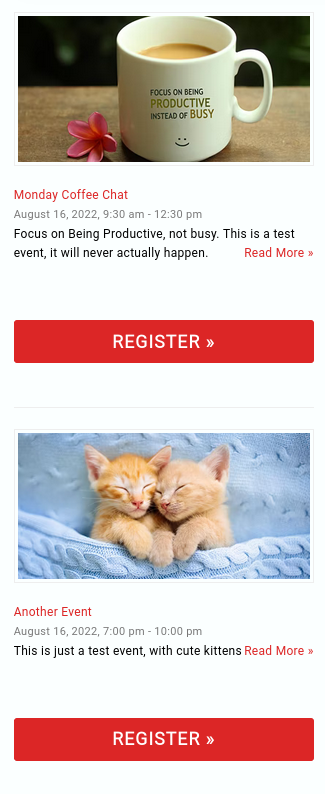 FOCUS ON BEING
PRODUCTIVE
INSTEAD OF BUSY
Monday Coffee Chat
August 16, 2022, 9:30 am - 12:30 pm
Focus on Being Productive, not busy. This is a test
event, it will never actually happen. Read More »
REGISTER »
Another Event
August 16, 2022, 7:00 pm - 10:00 pm
This is just a test event, with cute kittens Read More »
REGISTER »